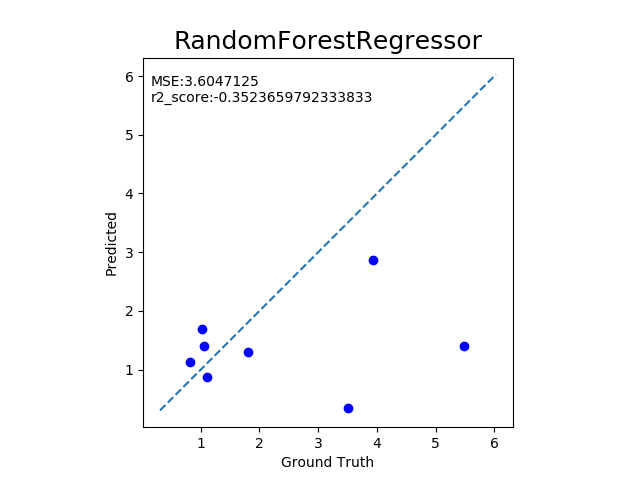 RandomForestRegressor
MSE:3.6047125
r2_score:-0.3523659792333833
6
5
4
3
2
1
Predicted
1 2 3 4 5 6
Ground Truth